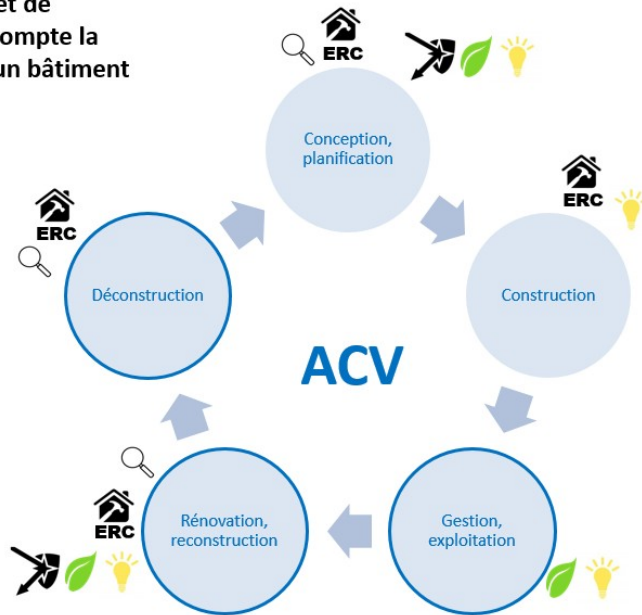 et de
ompte la
un bâtiment
ERC
Conception,
planification
ERC
Construction
ERC
Déconstruction
ACV
ERC
Rénovation,
reconstruction
Gestion,
exploitation